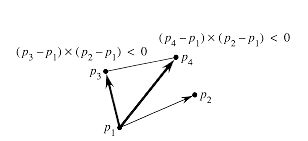 (p₄ − p₁) × (p₂ − p₁) < 0
(p₃ − p₁) × (p₂ − p₁) < 0
p₄
p₃
p₂
p₁